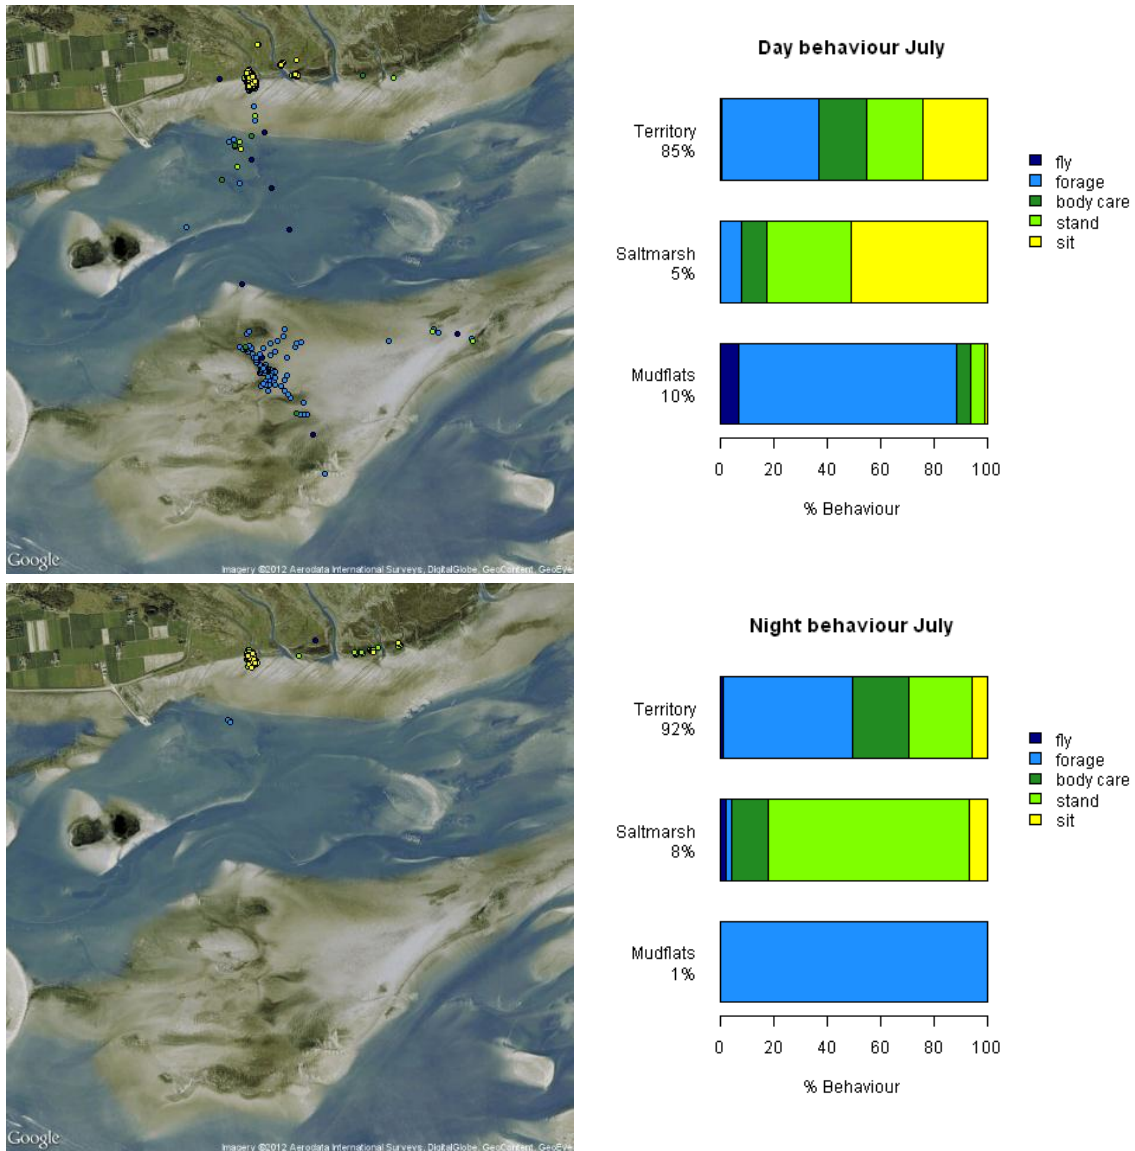 Google
Imagery ©2012 Aerodata International Surveys, DigitalGlobe, GeoContent, GeoEye
Day behaviour July
Territory
85%
Saltmarsh
5%
Mudflats
10%
0 20 40 60 80 100
% Behaviour
fly
forage
body care
stand
sit
Google
Imagery ©2012 Aerodata International Surveys, DigitalGlobe, GeoContent, GeoEye
Night behaviour July
Territory
92%
Saltmarsh
8%
Mudflats
1%
0 20 40 60 80 100
% Behaviour
fly
forage
body care
stand
sit